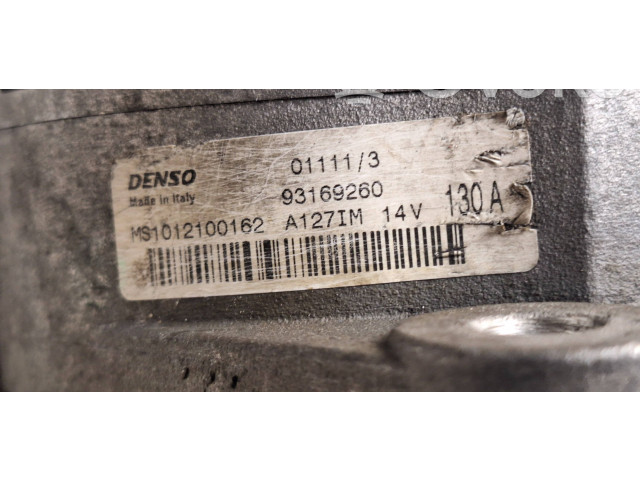 DENSO 01111/3
Made in Italy 93169260
MS1012100162 A127IM 14V 130A